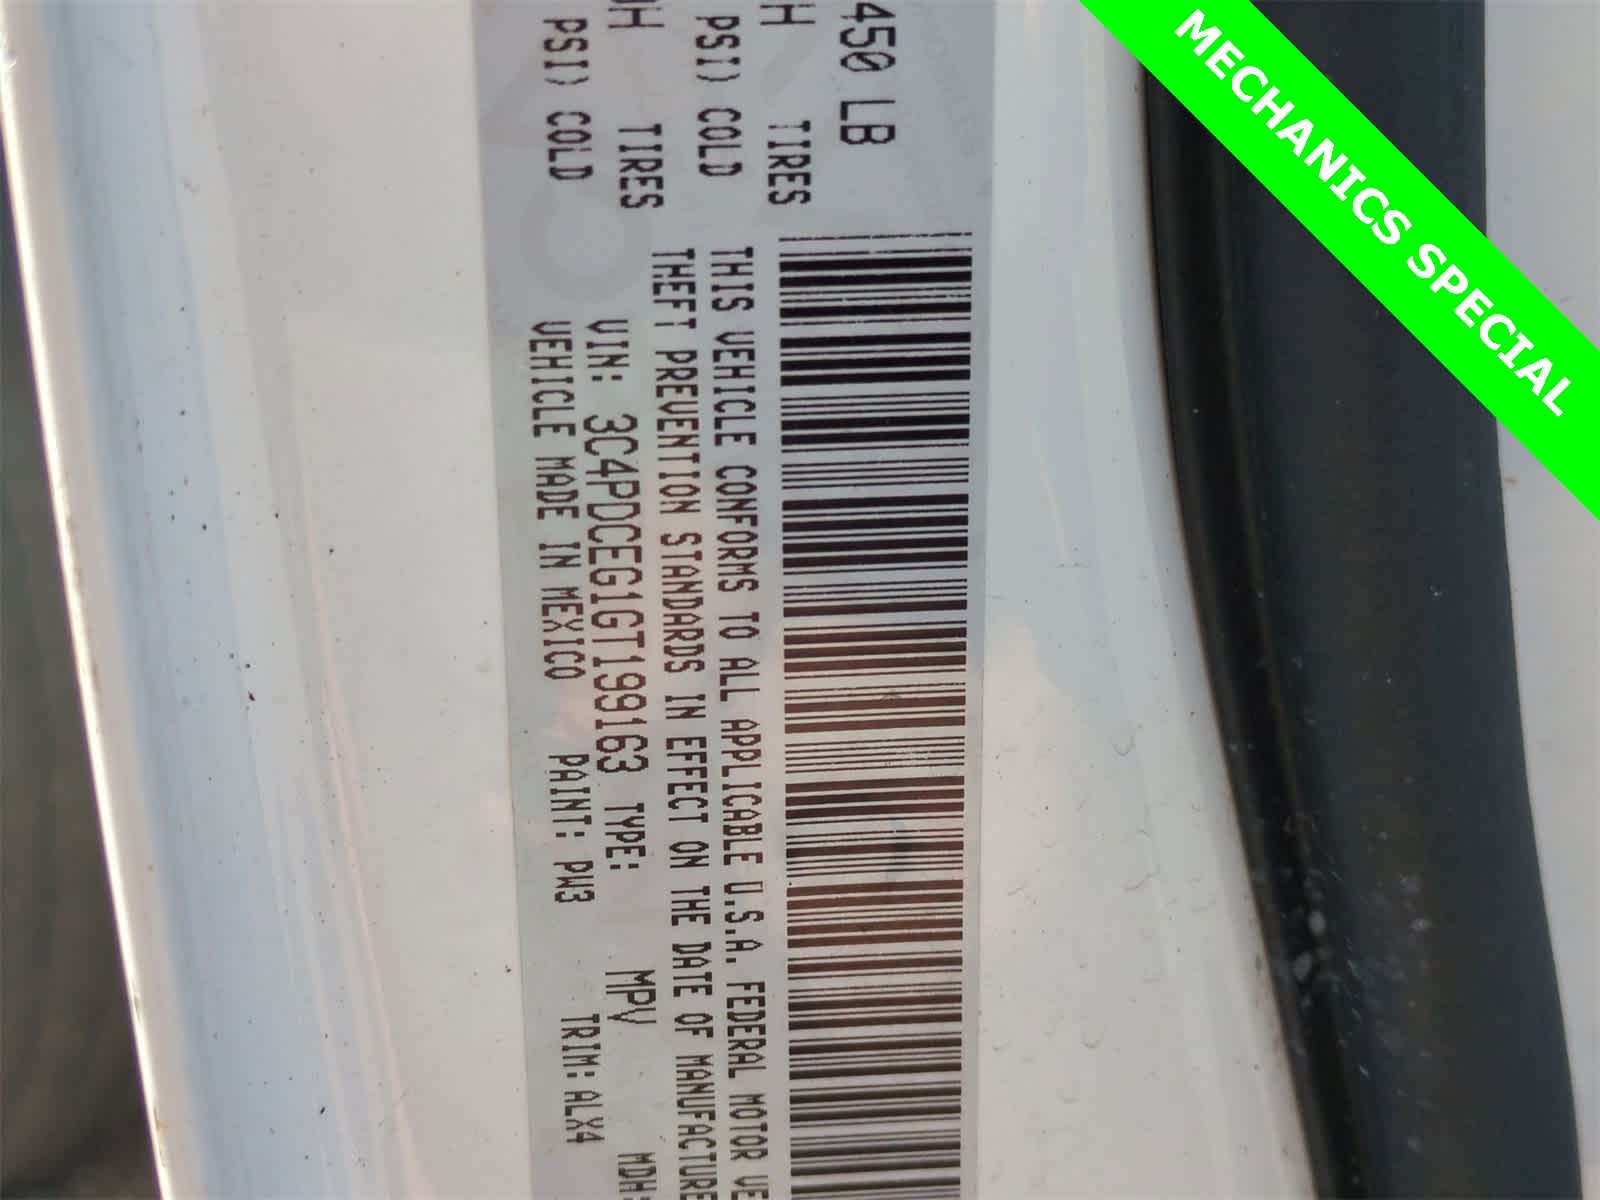 450 LB
H TIRES
PSI) COLD
H TIRES
PSI) COLD
THIS VEHICLE CONFORMS TO ALL APPLICABLE U.S.A. FEDERAL MOTOR VE
THEFT PREVENTION STANDARDS IN EFFECT ON THE DATE OF MANUFACTURE
VIN: 3C4PDCEG1GT199163 TYPE: MPV MDH:
VEHICLE MADE IN MEXICO PAINT: PW3 TRIM: ALX4
MECHANICS SPECIAL